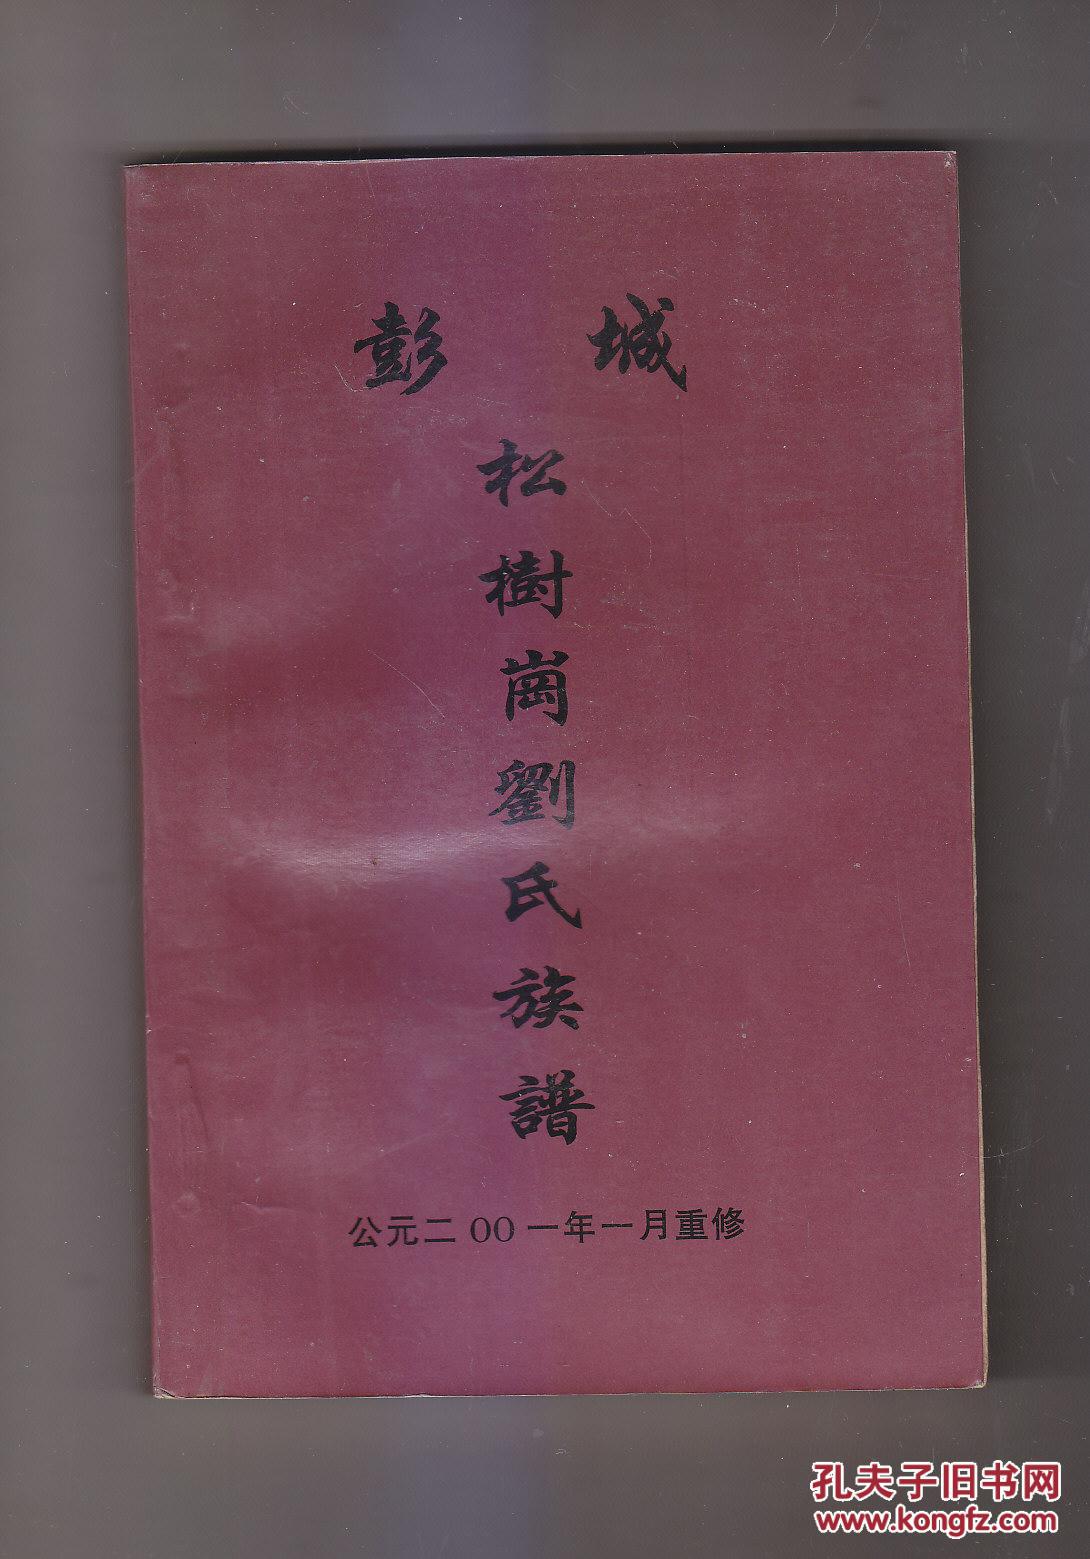 彭城
松樹崗劉氏族譜
公元二00一年一月重修
孔夫子旧书网
www.kongfz.com